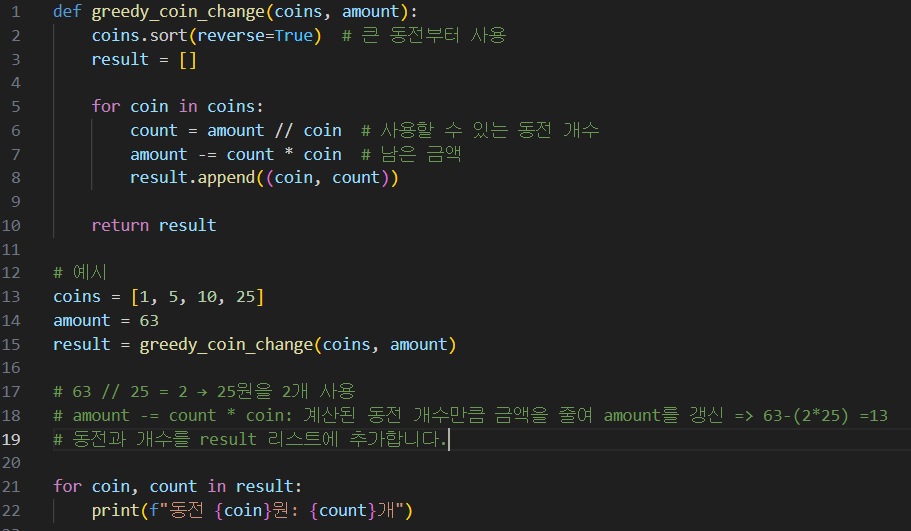 1 def greedy_coin_change(coins, amount):
2     coins.sort(reverse=True)  # 큰 동전부터 사용
3     result = []
4
5     for coin in coins:
6         count = amount // coin  # 사용할 수 있는 동전 개수
7         amount -= count * coin  # 남은 금액
8         result.append((coin, count))
9
10     return result
11
12 # 예시
13 coins = [1, 5, 10, 25]
14 amount = 63
15 result = greedy_coin_change(coins, amount)
16
17 # 63 // 25 = 2 → 25원을 2개 사용
18 # amount -= count * coin: 계산된 동전 개수만큼 금액을 줄여 amount를 갱신 => 63-(2*25) =13
19 # 동전과 개수를 result 리스트에 추가합니다.
20
21 for coin, count in result:
22     print(f"동전 {coin}원: {count}개")